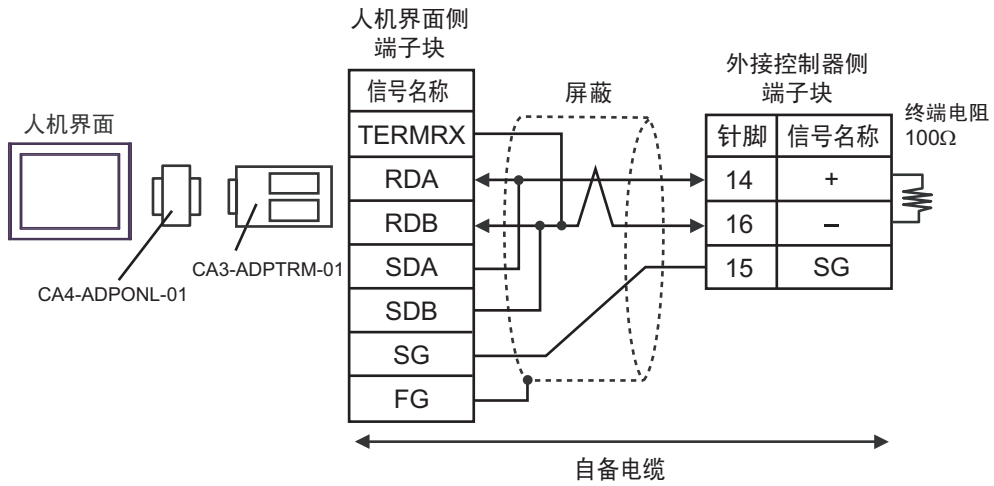 人机界面
CA4-ADPONL-01
CA3-ADPTRM-01
人机界面侧
端子块
信号名称
TERMRX
RDA
RDB
SDA
SDB
SG
FG
屏蔽
外接控制器侧
端子块
针脚 信号名称
14 +
16 –
15 SG
终端电阻
100Ω
自备电缆